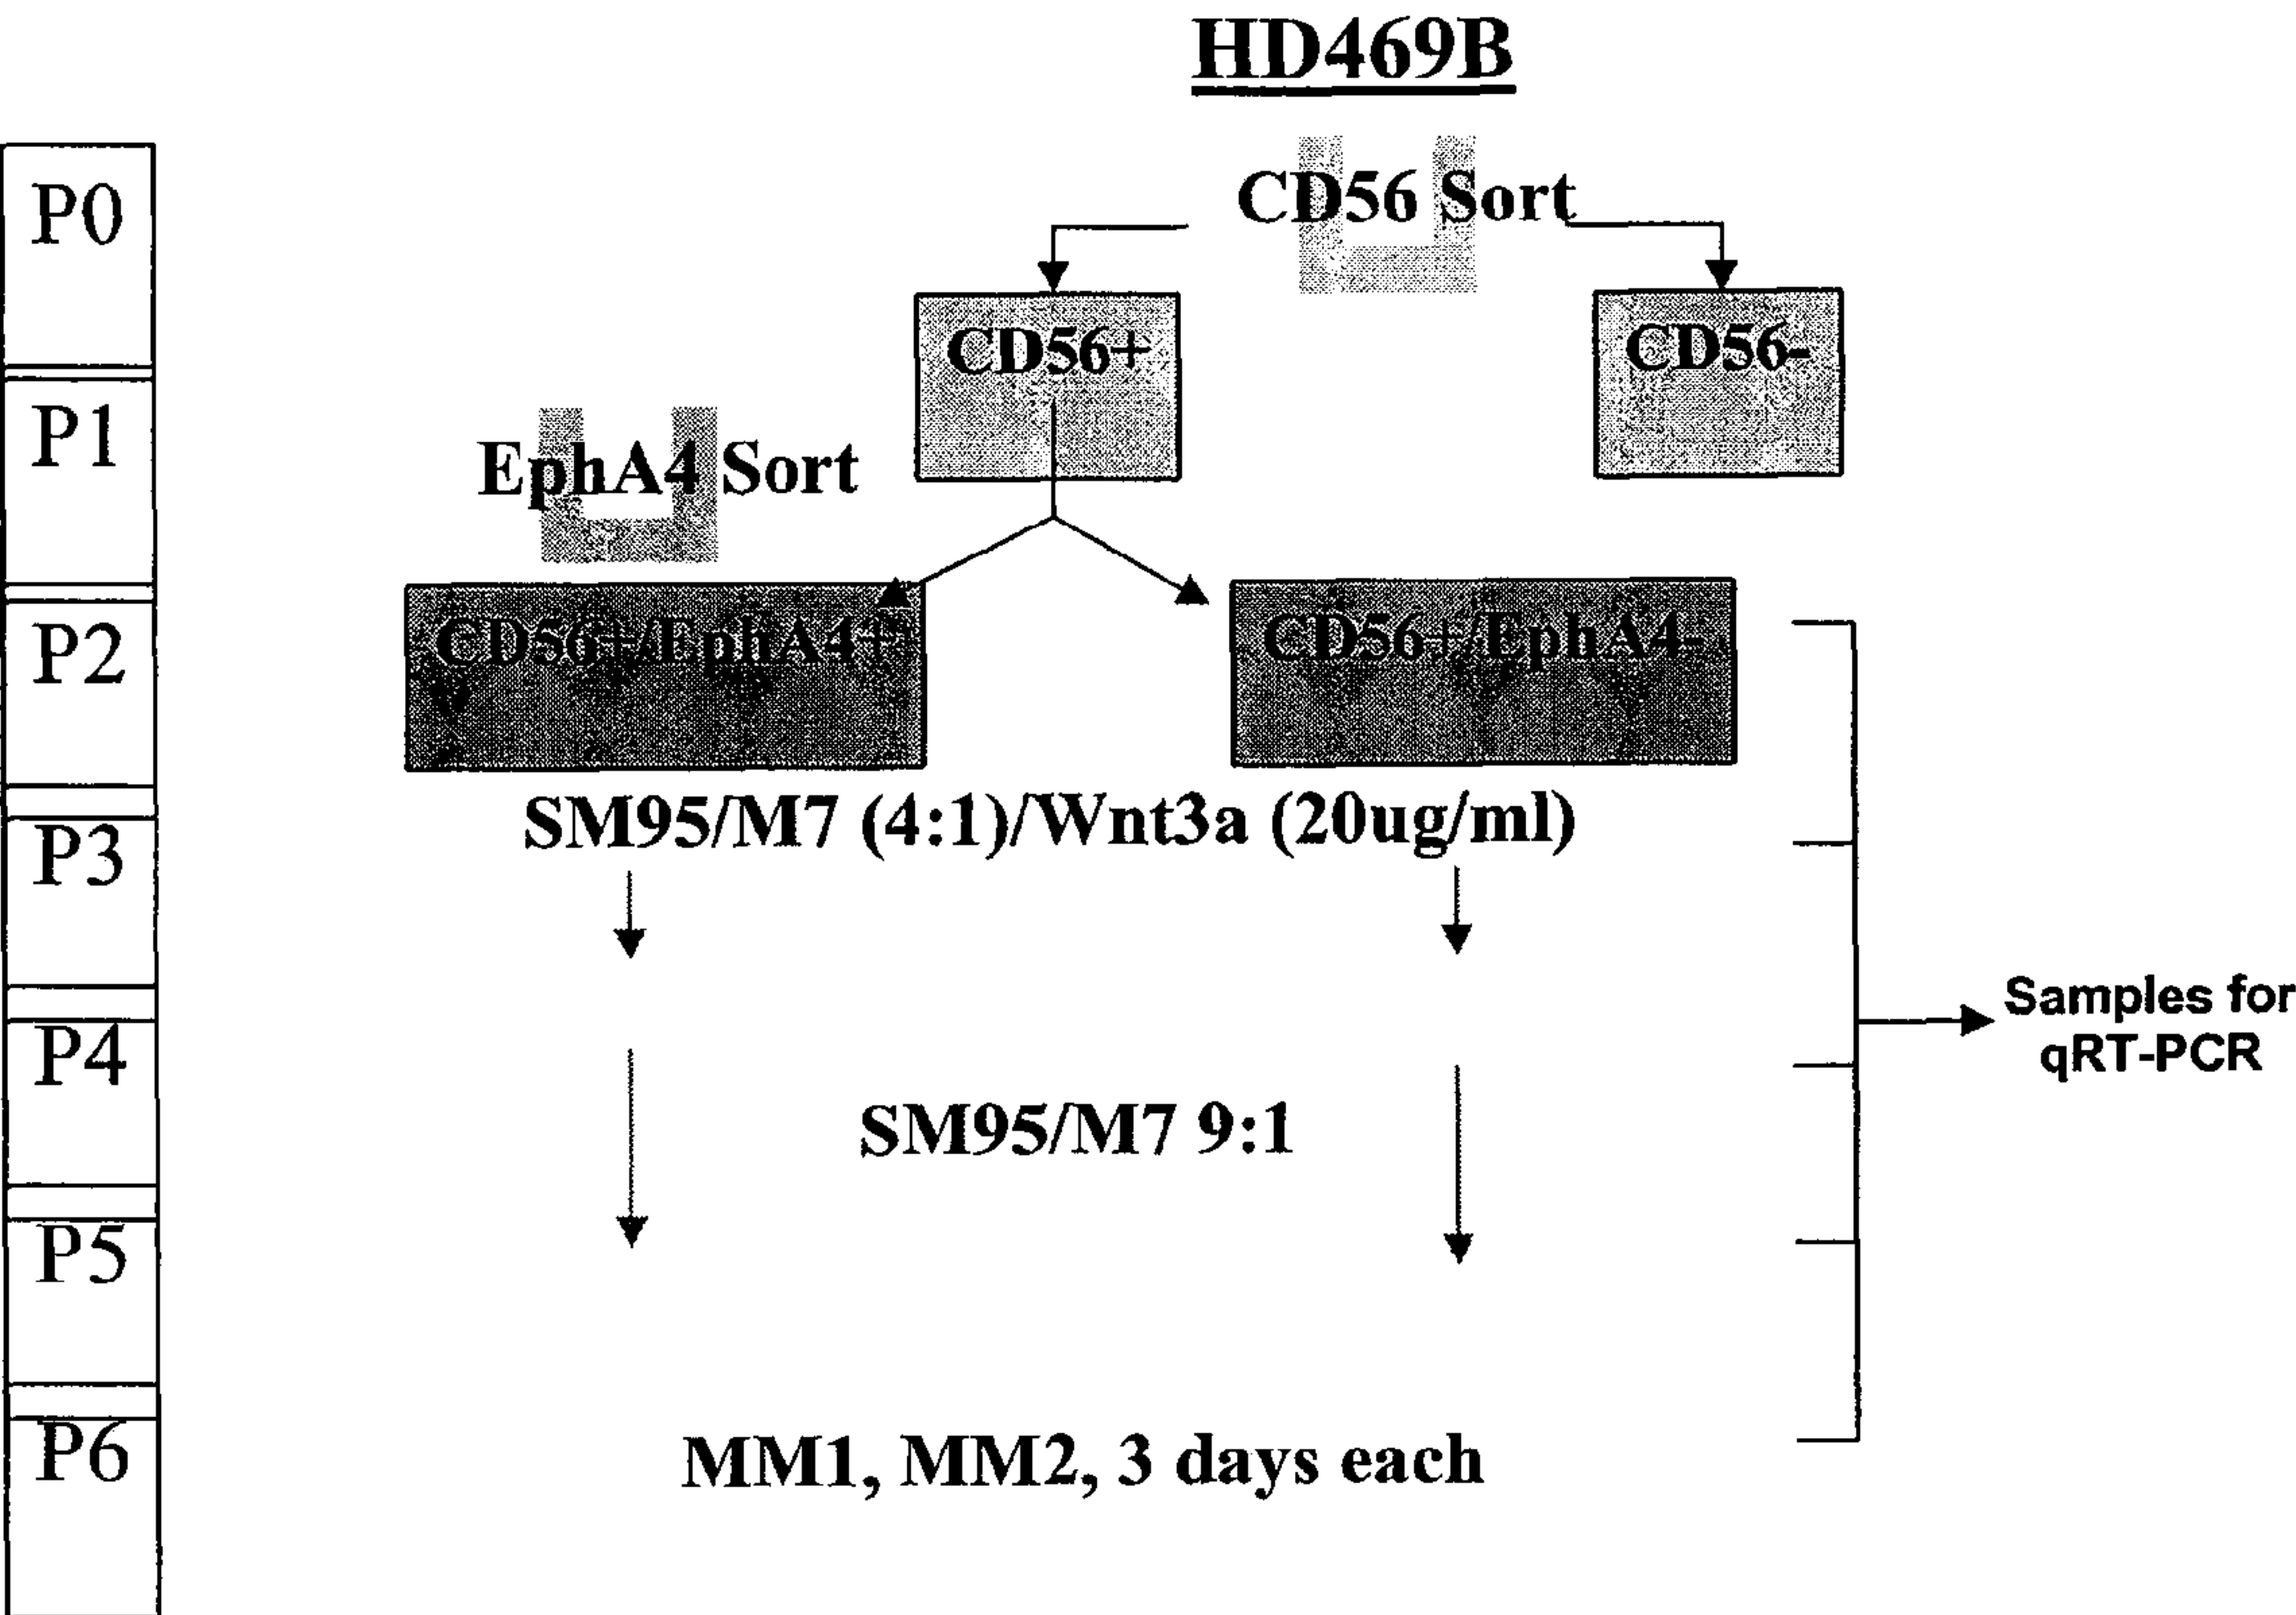 HD469B
P0
CD56 Sort
CD56+
CD56-
P1
EphA4 Sort
P2
CD56+/EphA4+
CD56+/EphA4-
SM95/M7 (4:1)/Wnt3a (20ug/ml)
P3
Samples for
qRT-PCR
P4
SM95/M7 9:1
P5
P6
MM1, MM2, 3 days each